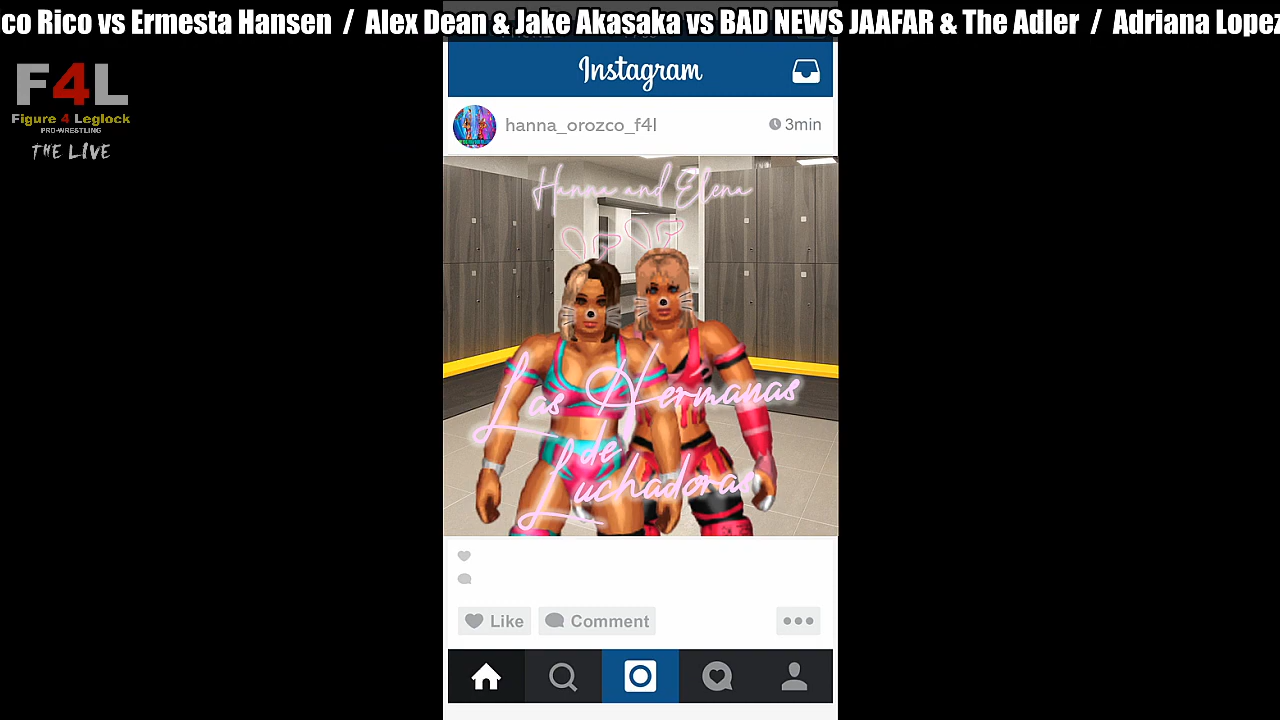 co Rico vs Ermesta Hansen / Alex Dean & Jake Akasaka vs BAD NEWS JAAFAR & The Adler / Adriana Lopez
F4L
Figure 4 Leglock
PRO-WRESTLING
THE LIVE
Instagram
hanna_orozco_f4l
3min
Hanna and Elena
Las Hermanas
de
Luchadoras
Like
Comment